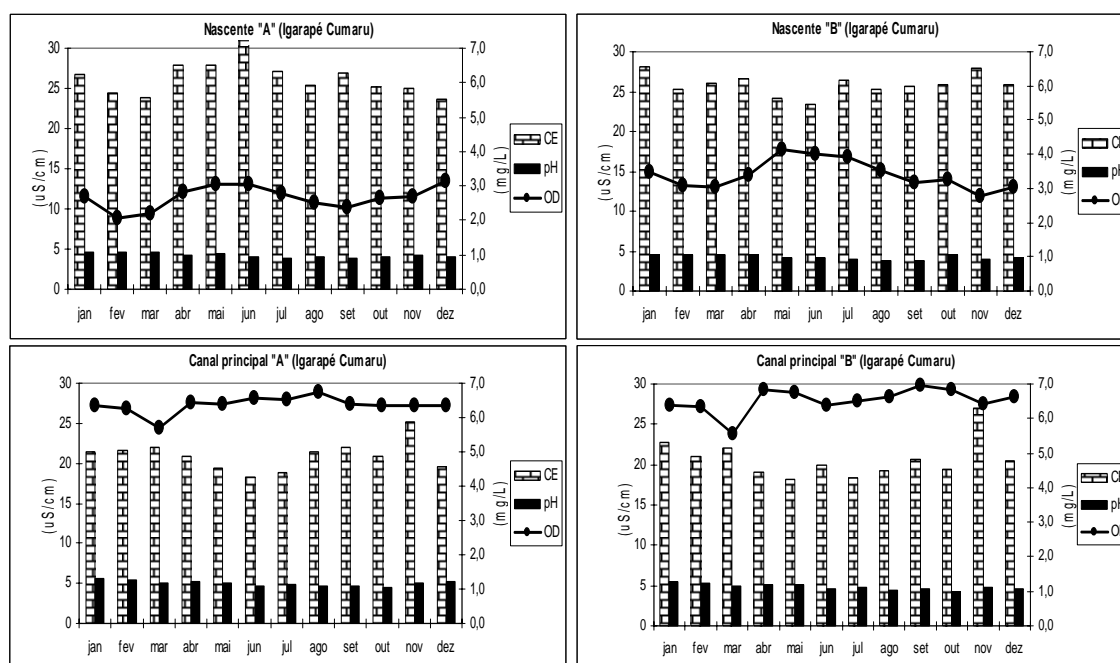 Nascente "A" (Igarapé Cumaru)
30
25
20
15
10
5
0
(uS/cm)
7,0
6,0
5,0
4,0
3,0
2,0
1,0
0,0
(mg/L)
CE
pH
OD
jan fev mar abr mai jun jul ago set out nov dez
Nascente "B" (Igarapé Cumaru)
30
25
20
15
10
5
0
(uS/cm)
7,0
6,0
5,0
4,0
3,0
2,0
1,0
0,0
(mg/L)
jan fev mar abr mai jun jul ago set out nov dez
Canal principal "A" (Igarapé Cumaru)
30
25
20
15
10
5
0
(uS/cm)
7,0
6,0
5,0
4,0
3,0
2,0
1,0
0,0
(mg/L)
CE
pH
OD
jan fev mar abr mai jun jul ago set out nov dez
Canal principal "B" (Igarapé Cumaru)
30
25
20
15
10
5
0
(uS/cm)
7,0
6,0
5,0
4,0
3,0
2,0
1,0
0,0
(mg/L)
jan fev mar abr mai jun jul ago set out nov dez